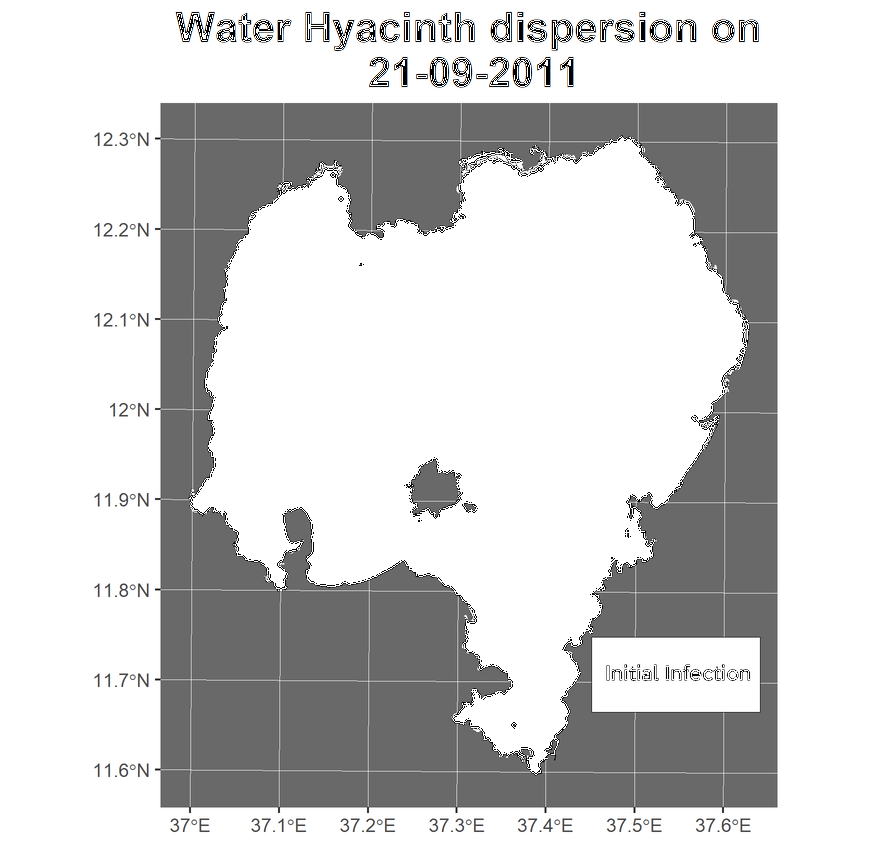 Water Hyacinth dispersion on
21-09-2011
12.3°N
12.2°N
12.1°N
12°N
11.9°N
11.8°N
11.7°N
11.6°N
Initial Infection
37°E
37.1°E
37.2°E
37.3°E
37.4°E
37.5°E
37.6°E